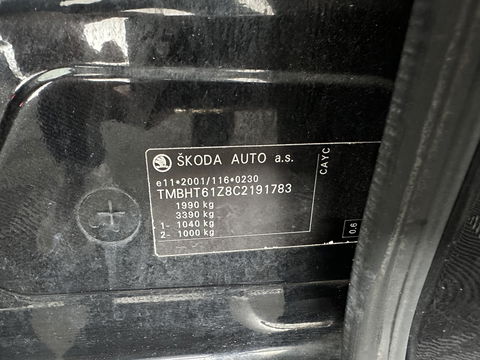 ŠKODA AUTO a.s.
e11*2001/116*0230
TMBHT61Z8C2191783
1990 kg
3390 kg
1- 1040 kg
2- 1000 kg
CAYC
0.6